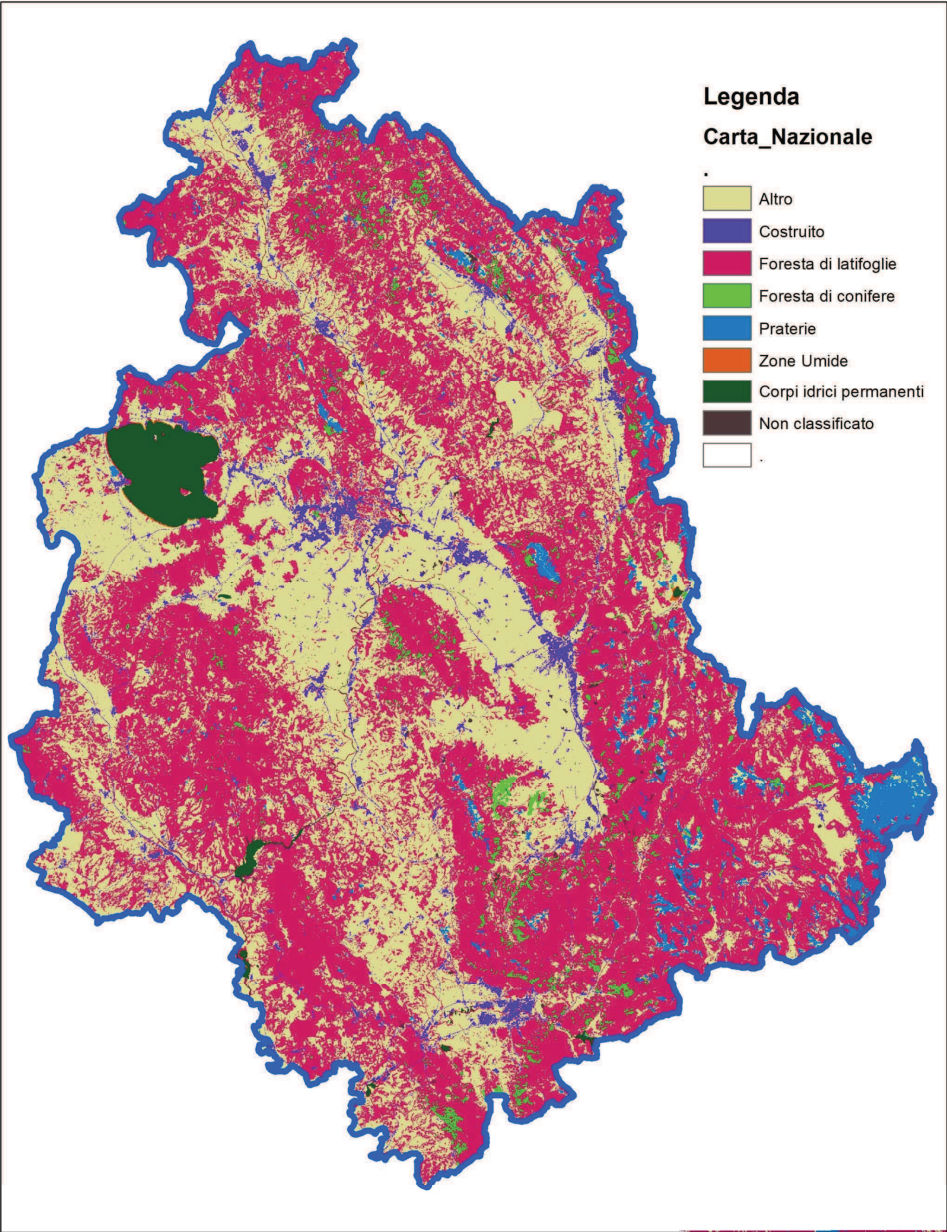 Legenda
Carta_Nazionale
.
Altro
Costruito
Foresta di latifoglie
Foresta di conifere
Praterie
Zone Umide
Corpi idrici permanenti
Non classificato
.